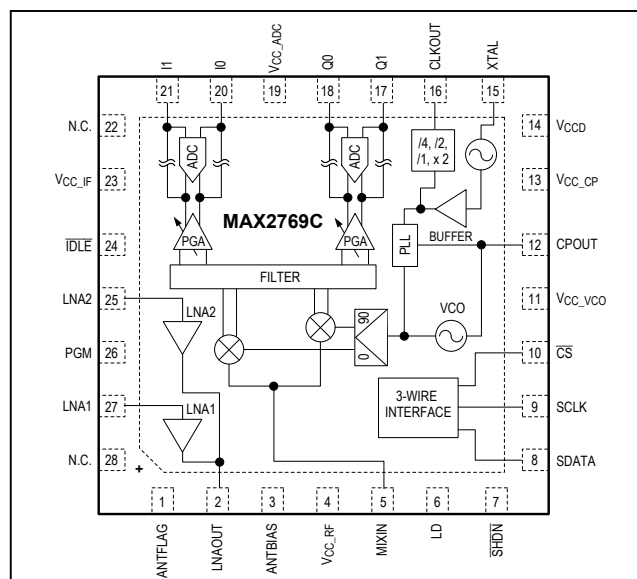 I1
I0
VCC_ADC
Q0
Q1
CLKOUT
XTAL
21
20
19
18
17
16
15
N.C.
22
VCC_IF
23
IDLE
24
LNA2
25
PGM
26
LNA1
27
N.C.
28
14
VCCD
13
VCC_CP
12
CPOUT
11
VCC_VCO
10
CS
9
SCLK
8
SDATA
ADC
ADC
/4, /2,
/1, x 2
MAX2769C
PGA
PGA
BUFFER
PLL
FILTER
LNA2
VCO
90
0
3-WIRE
INTERFACE
LNA1
+
1
2
3
4
5
6
7
ANTFLAG
LNAOUT
ANTBIAS
VCC_RF
MIXIN
LD
SHDN